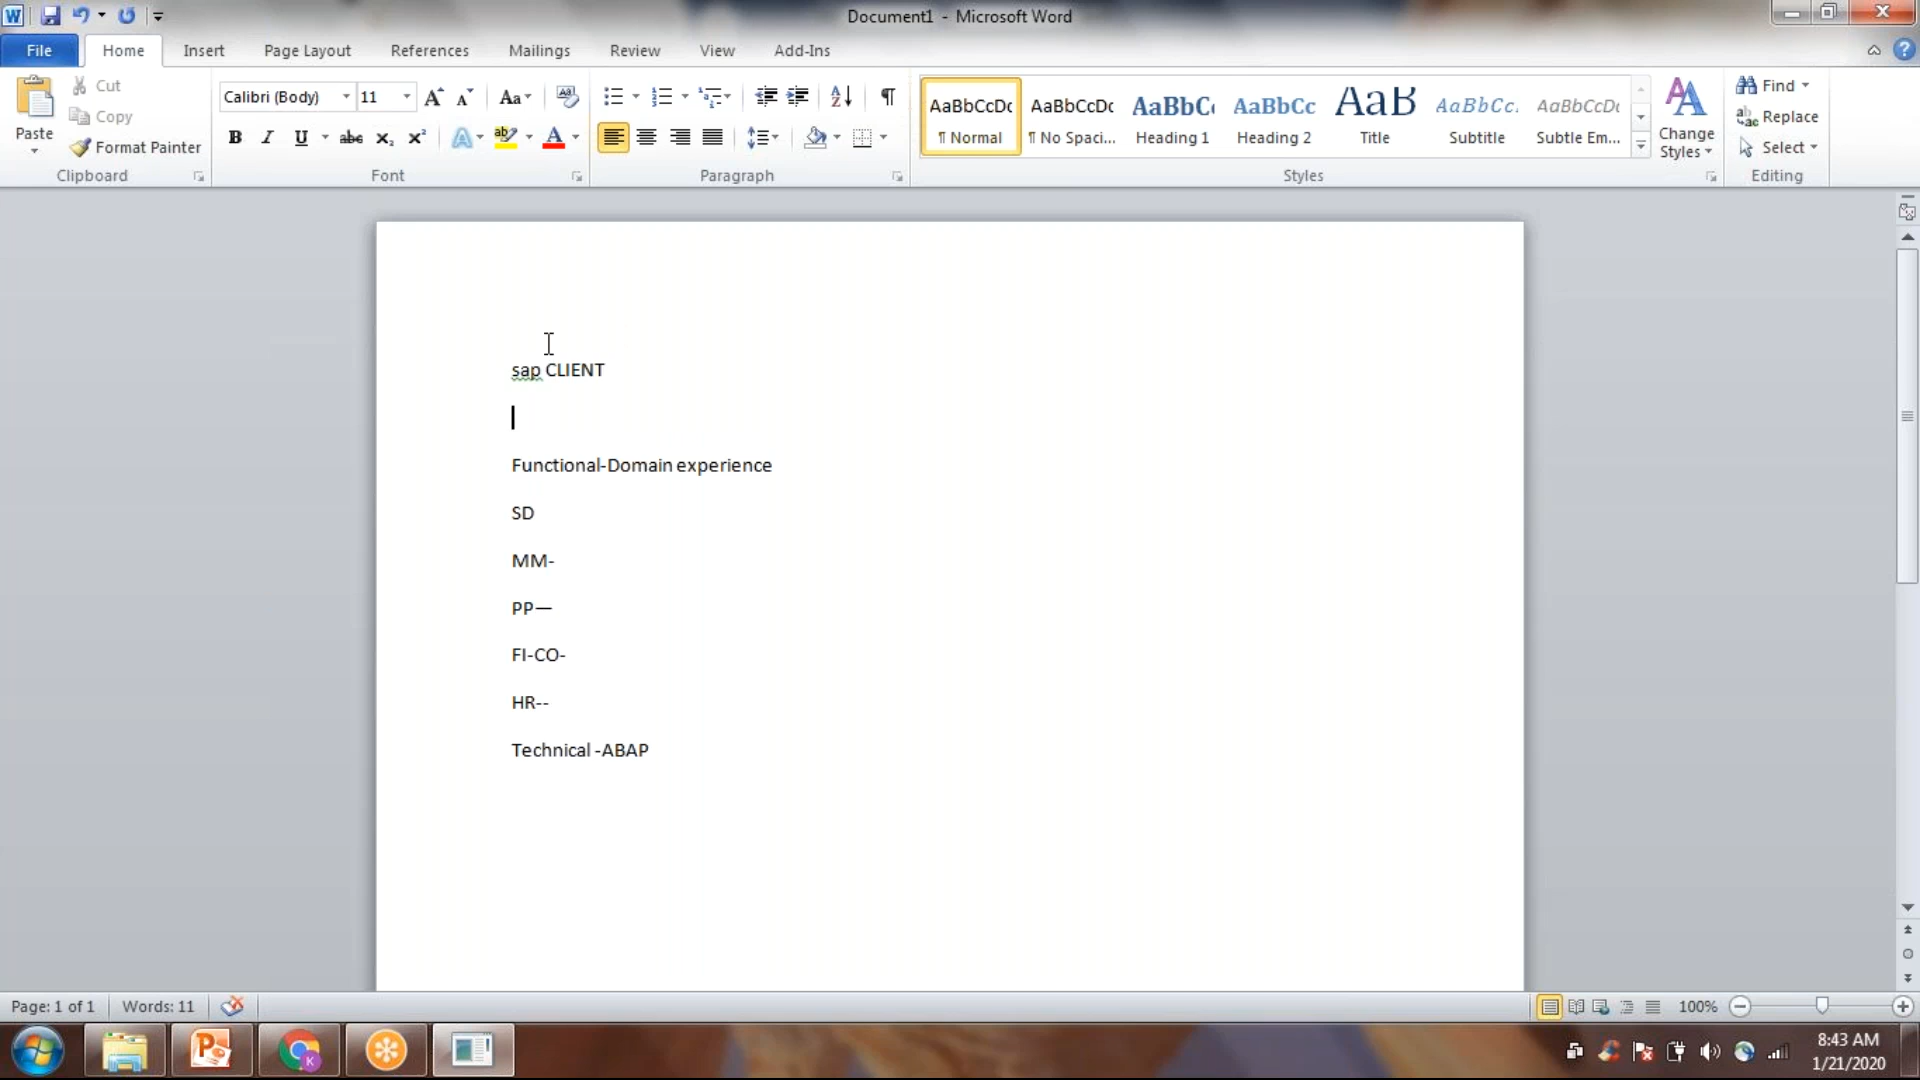 Document1 - Microsoft Word
File Home Insert Page Layout References Mailings Review View Add-Ins
Cut
Copy
Paste
Format Painter
Clipboard
Calibri (Body) 11
Font
Paragraph
AaBbCcDc AaBbCcDc AaBbC AaBbCc AaB AaBbCc. AaBbCcDc
¶ Normal ¶ No Spaci... Heading 1 Heading 2 Title Subtitle Subtle Em...
Change
Styles
Styles
Find
Replace
Select
Editing
sap CLIENT
Functional-Domain experience
SD
MM-
PP—
FI-CO-
HR--
Technical -ABAP
Page: 1 of 1 Words: 11
100%
8:43 AM
1/21/2020